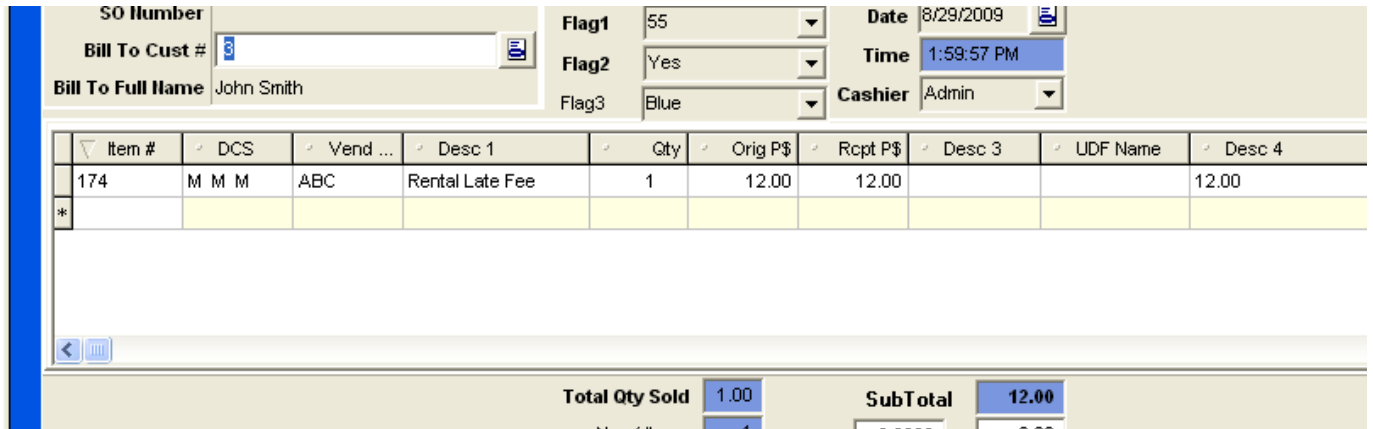 SO Number
Bill To Cust # 3
Bill To Full Name John Smith
Flag1 55
Flag2 Yes
Flag3 Blue
Date 8/29/2009
Time 1:59:57 PM
Cashier Admin
Item # DCS Vend ... Desc 1 Qty Orig P$ Rcpt P$ Desc 3 UDF Name Desc 4
174 M M M ABC Rental Late Fee 1 12.00 12.00 12.00
*
Total Qty Sold 1.00 SubTotal 12.00